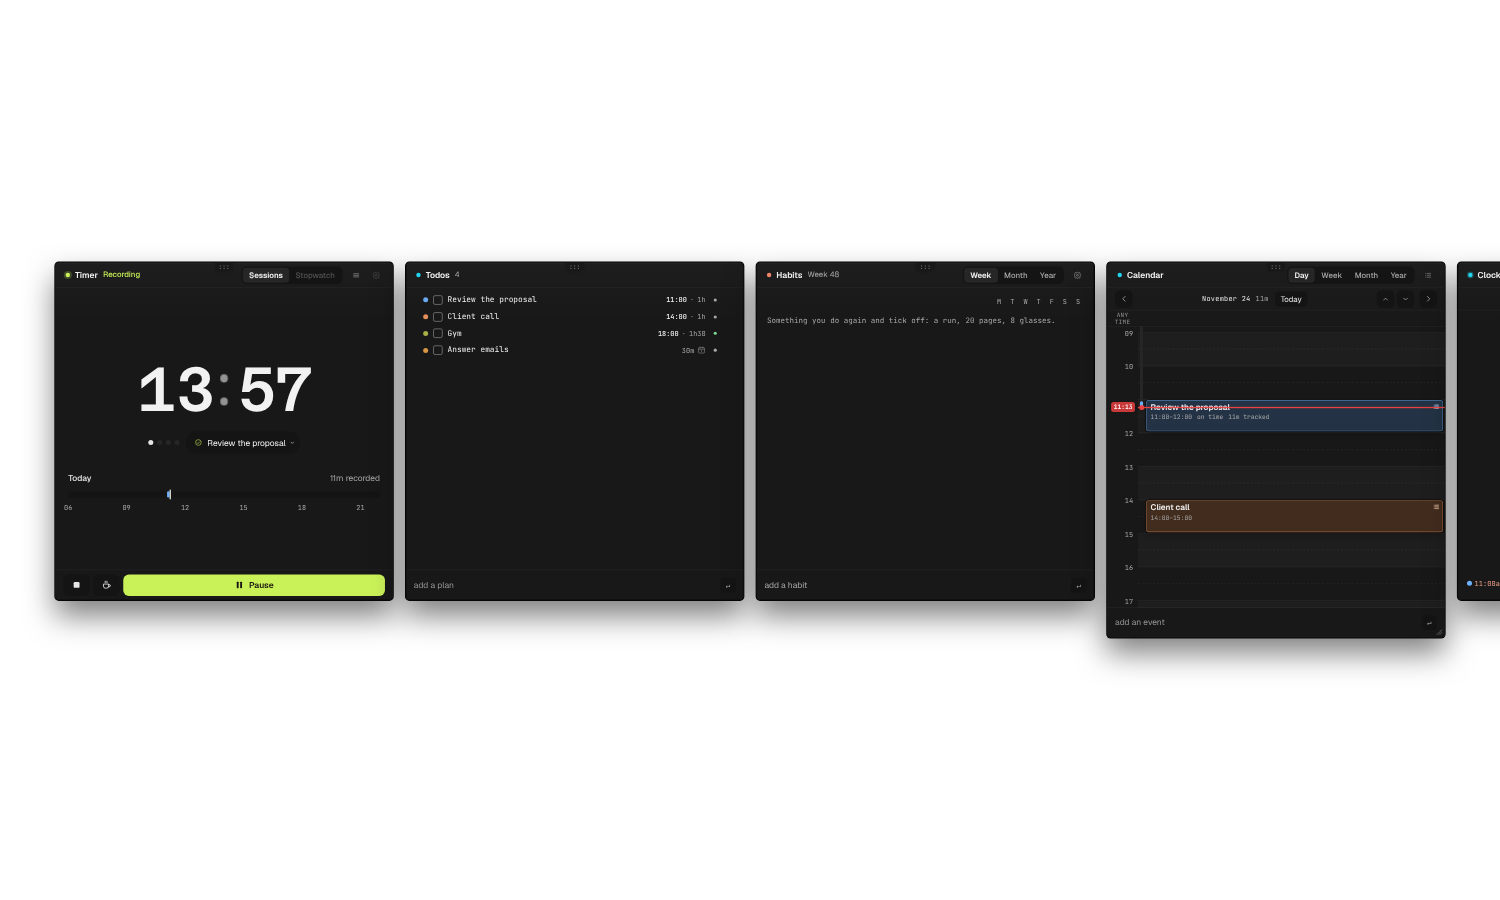 Timer Recording
Sessions Stopwatch
13:57
Review the proposal
Today 11m recorded
06 09 12 15 18 21
Pause
Todos 4
Review the proposal 11:00 · 1h
Client call 14:00 · 1h
Gym 18:00 · 1h30
Answer emails 30m
add a plan
Habits Week 48
Week Month Year
M T W T F S S
Something you do again and tick off: a run, 20 pages, 8 glasses.
add a habit
Calendar
Day Week Month Year
November 24 11m Today
ANY
TIME
09
10
11:13
Review the proposal
11:00–12:00 on time 11m tracked
12
13
14
Client call
14:00–15:00
15
16
17
add an event
Clock
11:00a